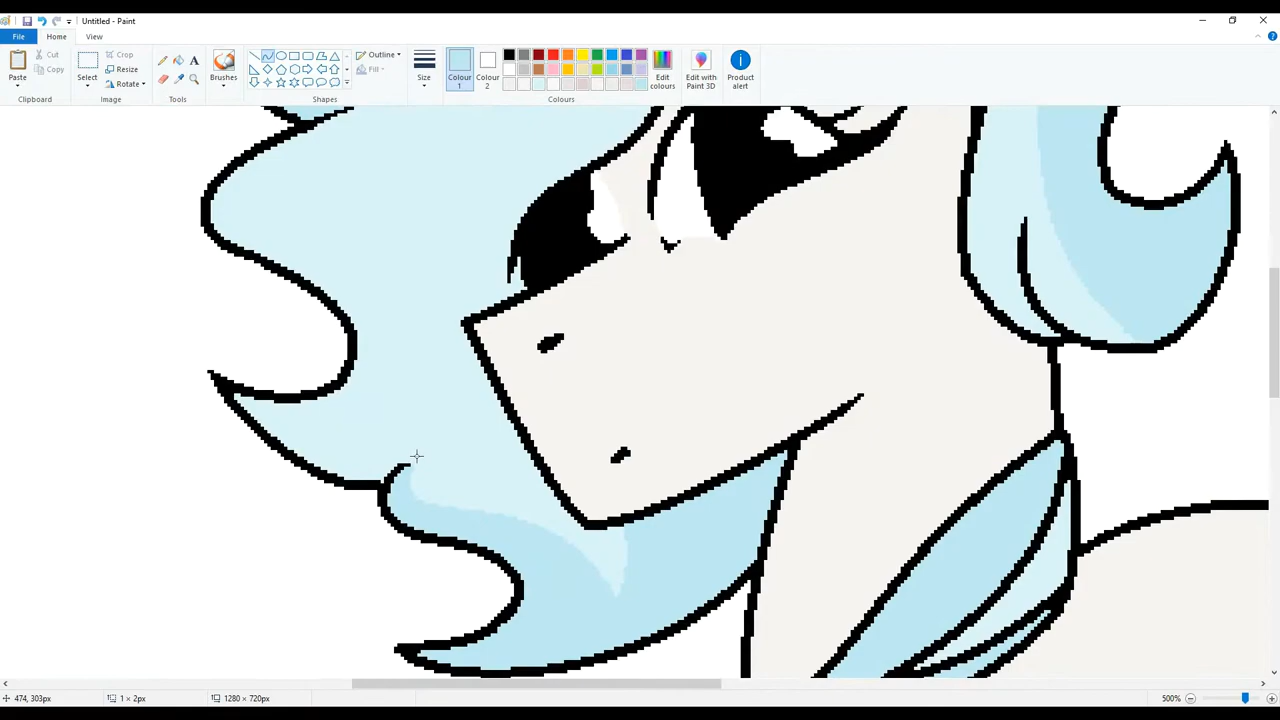 Untitled - Paint
File
Home
View
Paste
Cut
Copy
Clipboard
Select
Crop
Resize
Rotate
Image
A
Tools
Brushes
Outline
Fill
Shapes
Size
Colour 1
Colour 2
Edit colours
Colours
Edit with Paint 3D
Product alert
474, 303px
1 × 2px
1280 × 720px
500%